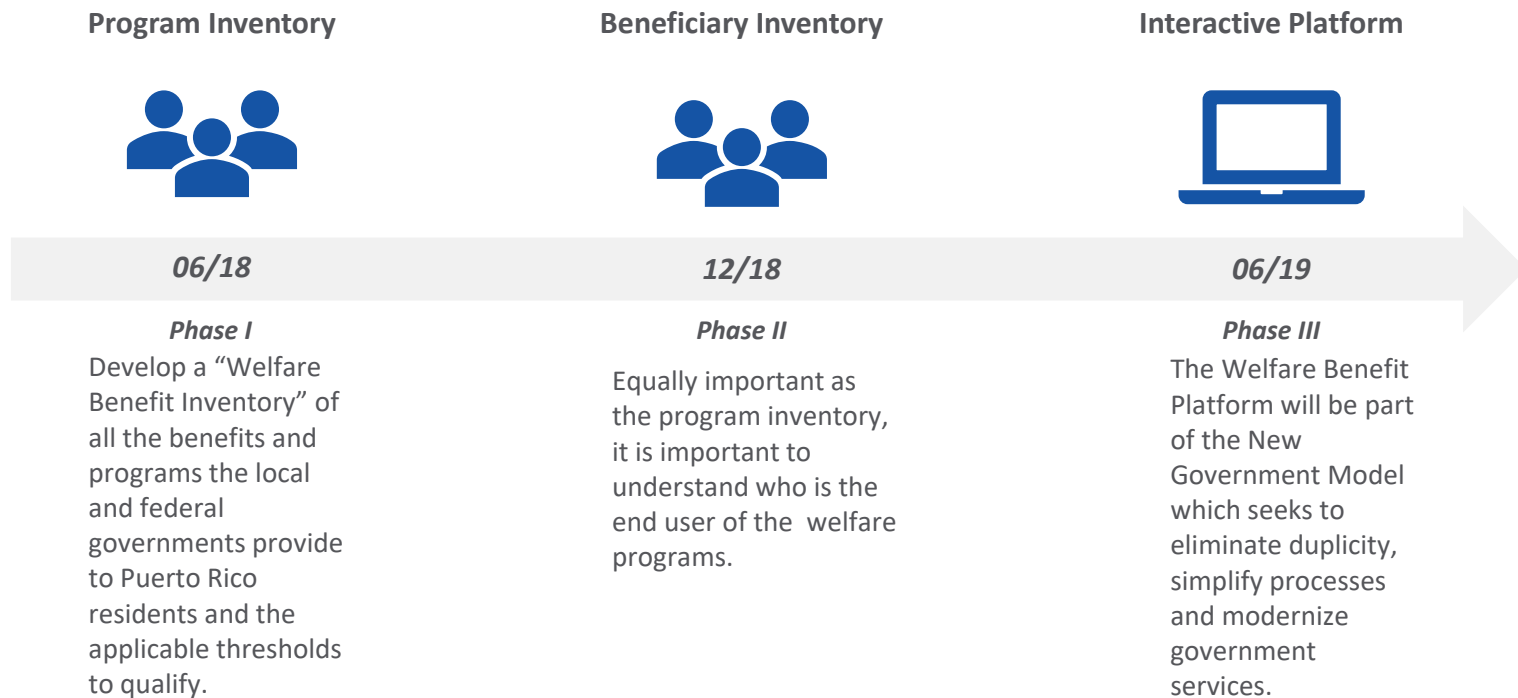 Program Inventory
Beneficiary Inventory
Interactive Platform
06/18
12/18
06/19
Phase I
Develop a “Welfare
Benefit Inventory” of
all the benefits and
programs the local
and federal
governments provide
to Puerto Rico
residents and the
applicable thresholds
to qualify.
Phase II
Equally important as
the program inventory,
it is important to
understand who is the
end user of the  welfare
programs.
Phase III
The Welfare Benefit
Platform will be part
of the New
Government Model
which seeks to
eliminate duplicity,
simplify processes
and modernize
government
services.